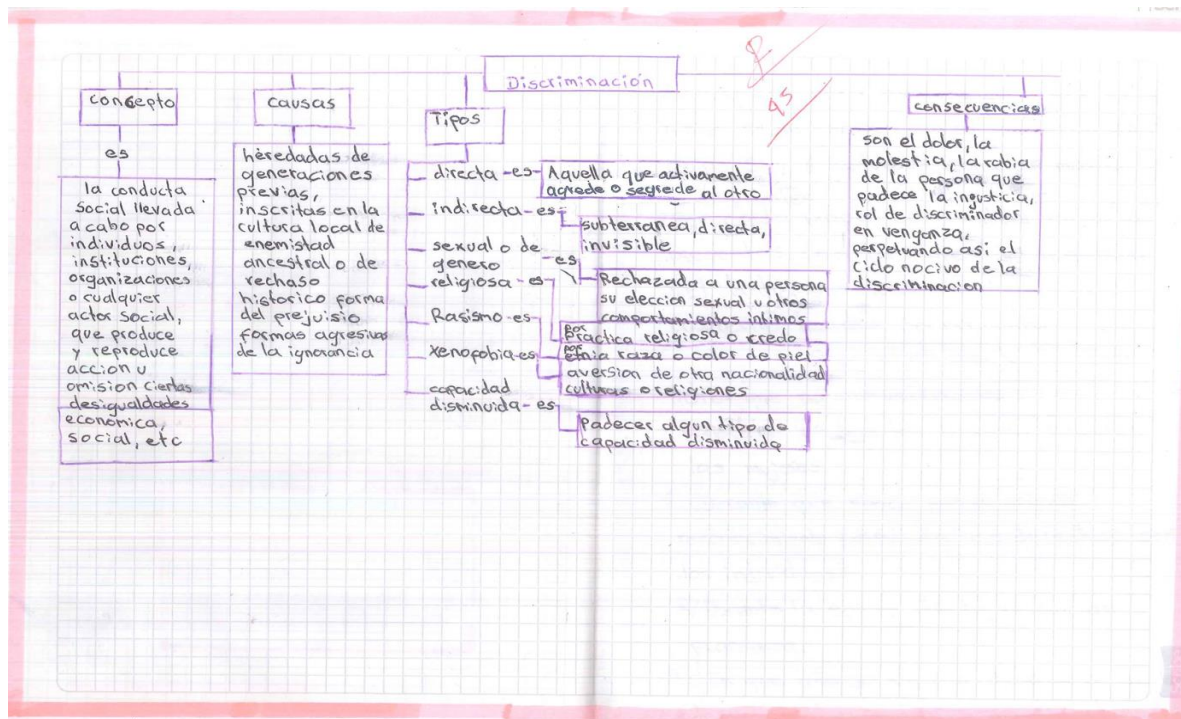 Discriminación
concepto
es
la conducta
social llevada
a cabo por
individuos,
instituciones,
organizaciones
o cualquier
actor social,
que produce
y reproduce
accion u
omision ciertas
desigualdades
económica,
social, etc
causas
heredadas de
generaciones
previas,
inscritas en la
cultura local de
enemistad
ancestral o de
rechaso
historico forma
del prejuisio
formas agresivas
de la ignorancia
Tipos
directa - es - Aquella que activamente
agrede o segrede al otro
indirecta - es -
subterranea, directa,
invisible
sexual o de
genero - es
Rechazada a una persona
su eleccion sexual u otros
comportamientos intimos
religiosa - es
por
practica religiosa o credo
Rasismo - es
por
etnia raza o color de piel
xenofobia - es
aversion de otra nacionalidad
culturas o religiones
capacidad
disminuida - es
padecer algun tipo de
capacidad disminuida
consecuencias
son el dolor, la
molestia, la rabia
de la persona que
padece la ingusticia,
rol de discriminador
en venganza,
perpetuando asi el
ciclo nocivo de la
discriminacion